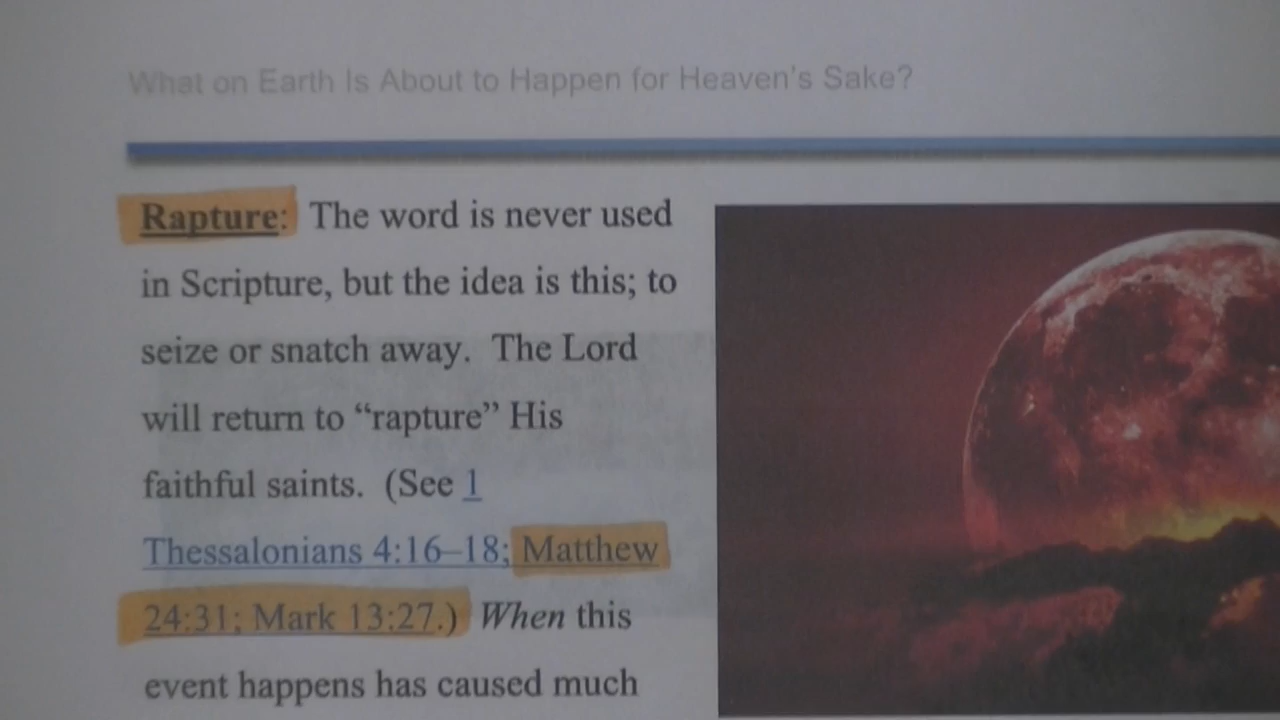 What on Earth Is About to Happen for Heaven's Sake?
Rapture: The word is never used
in Scripture, but the idea is this; to
seize or snatch away. The Lord
will return to “rapture” His
faithful saints. (See 1
Thessalonians 4:16–18; Matthew
24:31; Mark 13:27.) When this
event happens has caused much